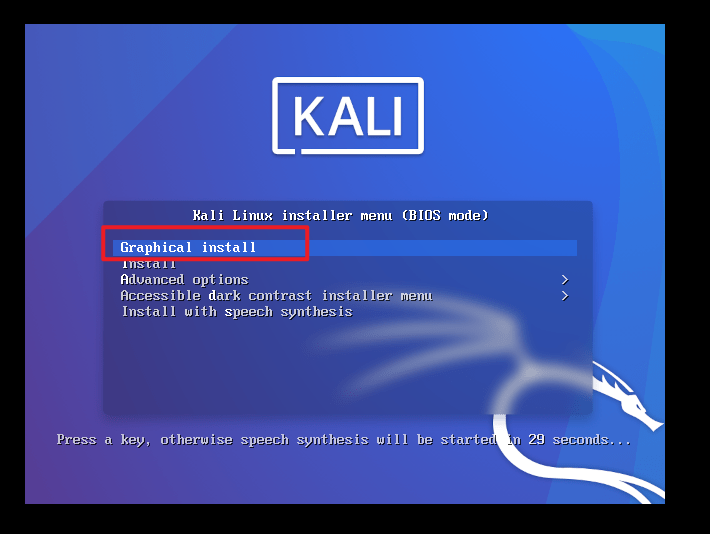 KALI
Kali Linux installer menu (BIOS mode)
Graphical install
Install
Advanced options >
Accessible dark contrast installer menu >
Install with speech synthesis
Press a key, otherwise speech synthesis will be started in 29 seconds...